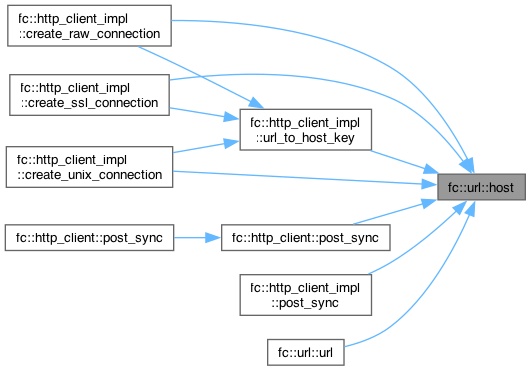 fc::http_client_impl
::create_raw_connection
fc::http_client_impl
::create_ssl_connection
fc::http_client_impl
::url_to_host_key
fc::http_client_impl
::create_unix_connection
fc::url::host
fc::http_client::post_sync
fc::http_client::post_sync
fc::http_client_impl
::post_sync
fc::url::url